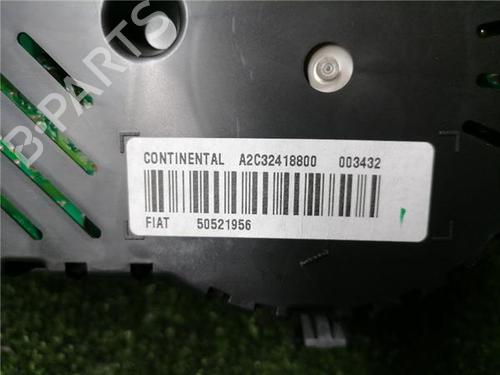 B-PARTS
CONTINENTAL A2C32418800 003432
FIAT 50521956